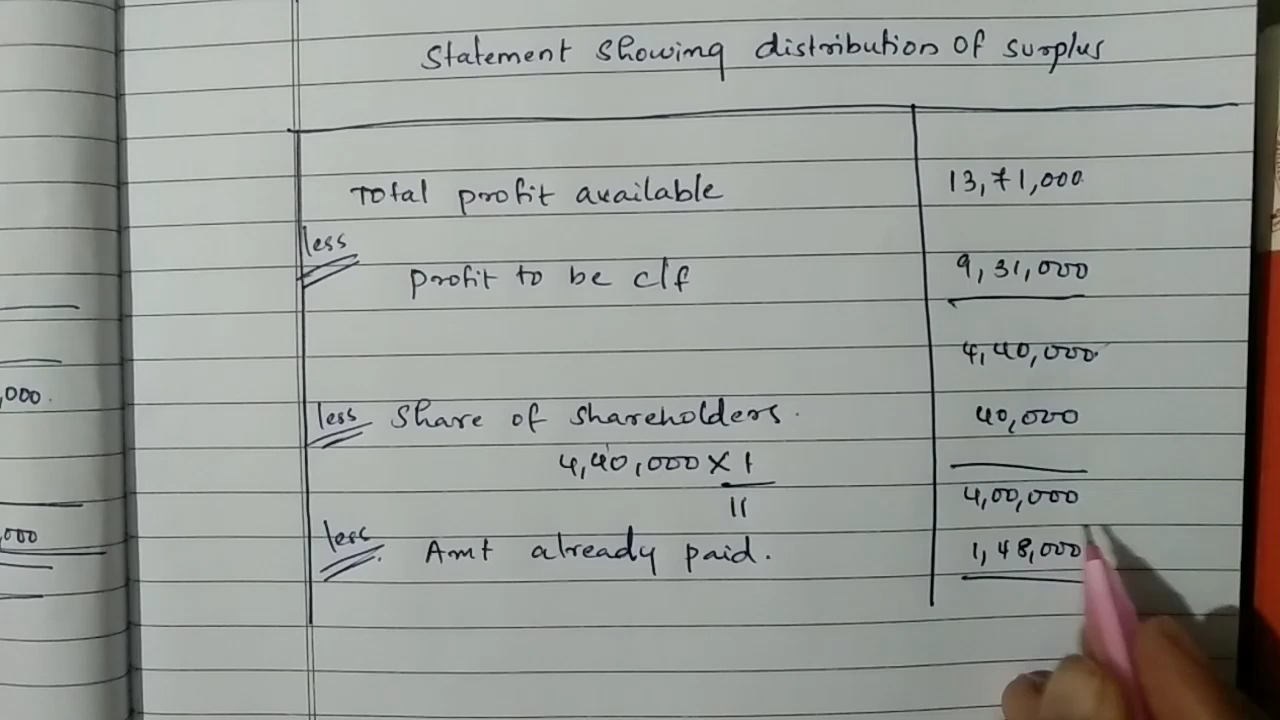 Statement showing distribution of surplus
Total profit available 13,71,000
less
profit to be c/f 9,31,000
4,40,000
less share of shareholders. 40,000
4,40,000 X 1
11
4,00,000
less Amt already paid. 1,48,000
,000.
,000